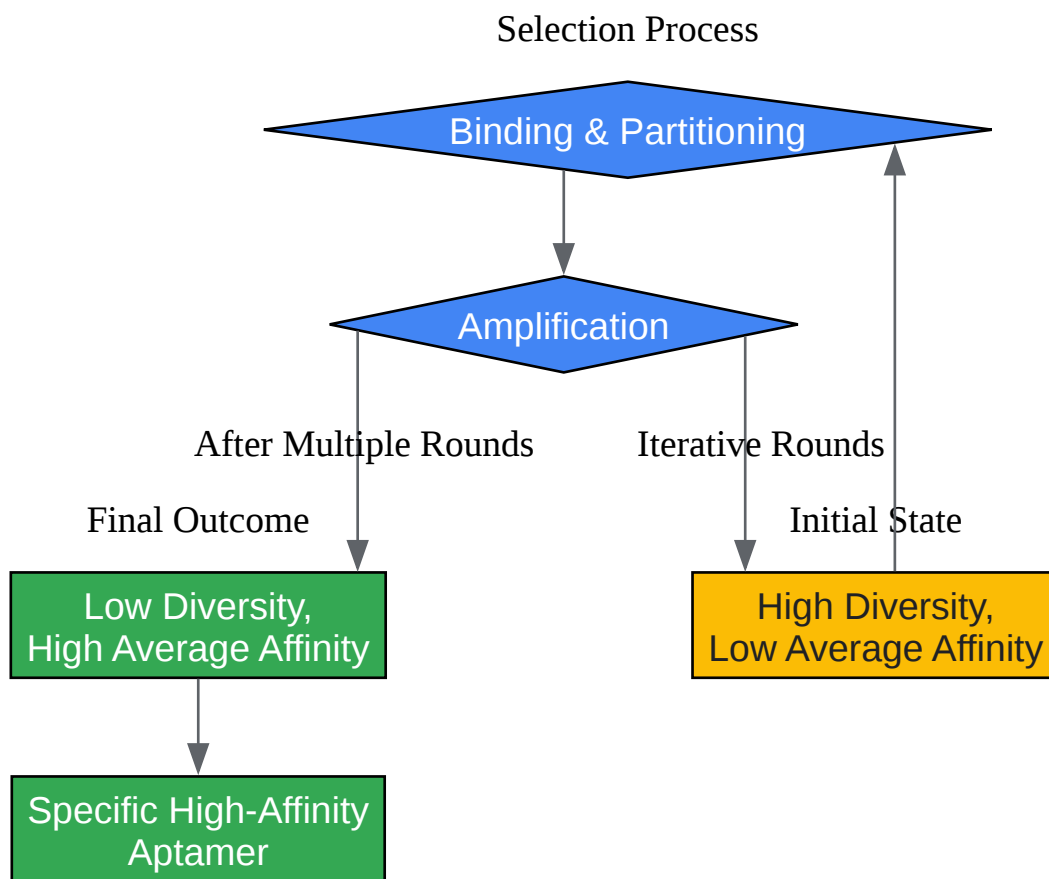 Selection Process
Binding & Partitioning
Amplification
After Multiple Rounds
Iterative Rounds
Final Outcome
Initial State
Low Diversity,
High Average Affinity
High Diversity,
Low Average Affinity
Specific High-Affinity
Aptamer